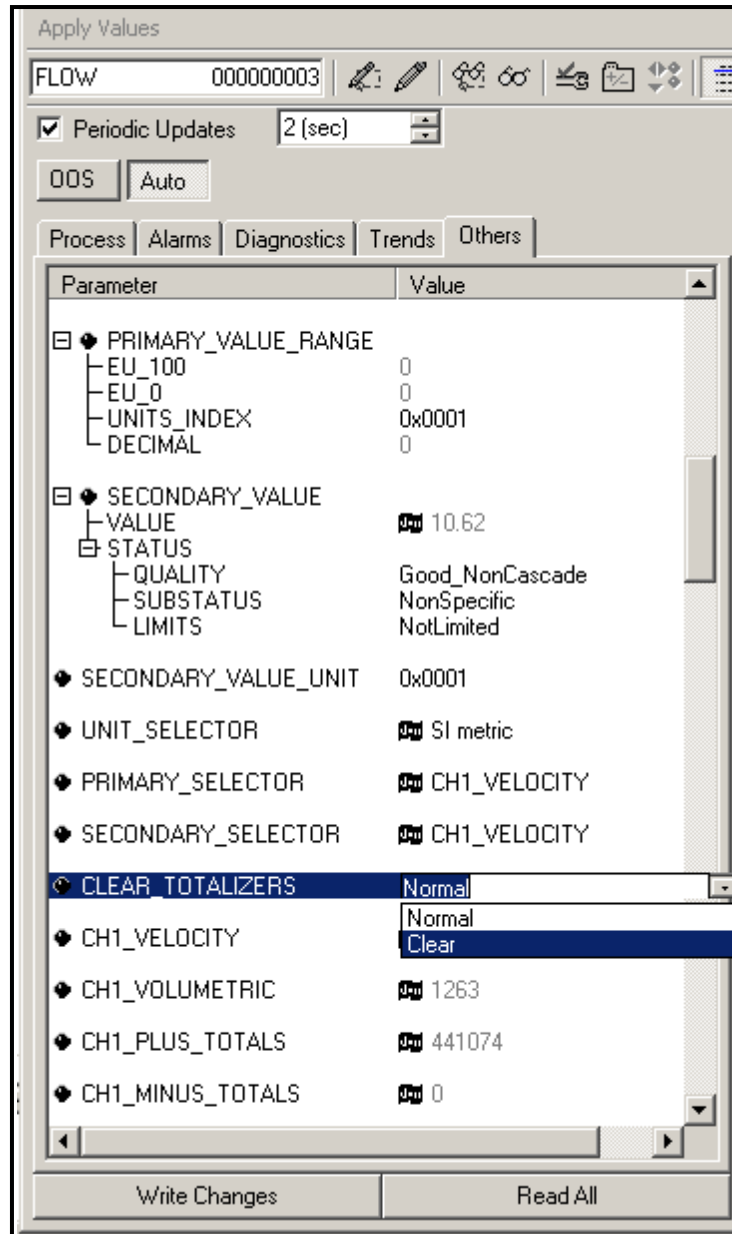 Apply Values
FLOW 000000003
Periodic Updates 2 (sec)
OOS Auto
Process Alarms Diagnostics Trends Others
Parameter Value
PRIMARY_VALUE_RANGE
EU_100 0
EU_0 0
UNITS_INDEX 0x0001
DECIMAL 0
SECONDARY_VALUE
VALUE 10.62
STATUS
QUALITY Good_NonCascade
SUBSTATUS NonSpecific
LIMITS NotLimited
SECONDARY_VALUE_UNIT 0x0001
UNIT_SELECTOR SI metric
PRIMARY_SELECTOR CH1_VELOCITY
SECONDARY_SELECTOR CH1_VELOCITY
CLEAR_TOTALIZERS Normal
Normal
CH1_VELOCITY Clear
CH1_VOLUMETRIC 1263
CH1_PLUS_TOTALS 441074
CH1_MINUS_TOTALS 0
Write Changes Read All